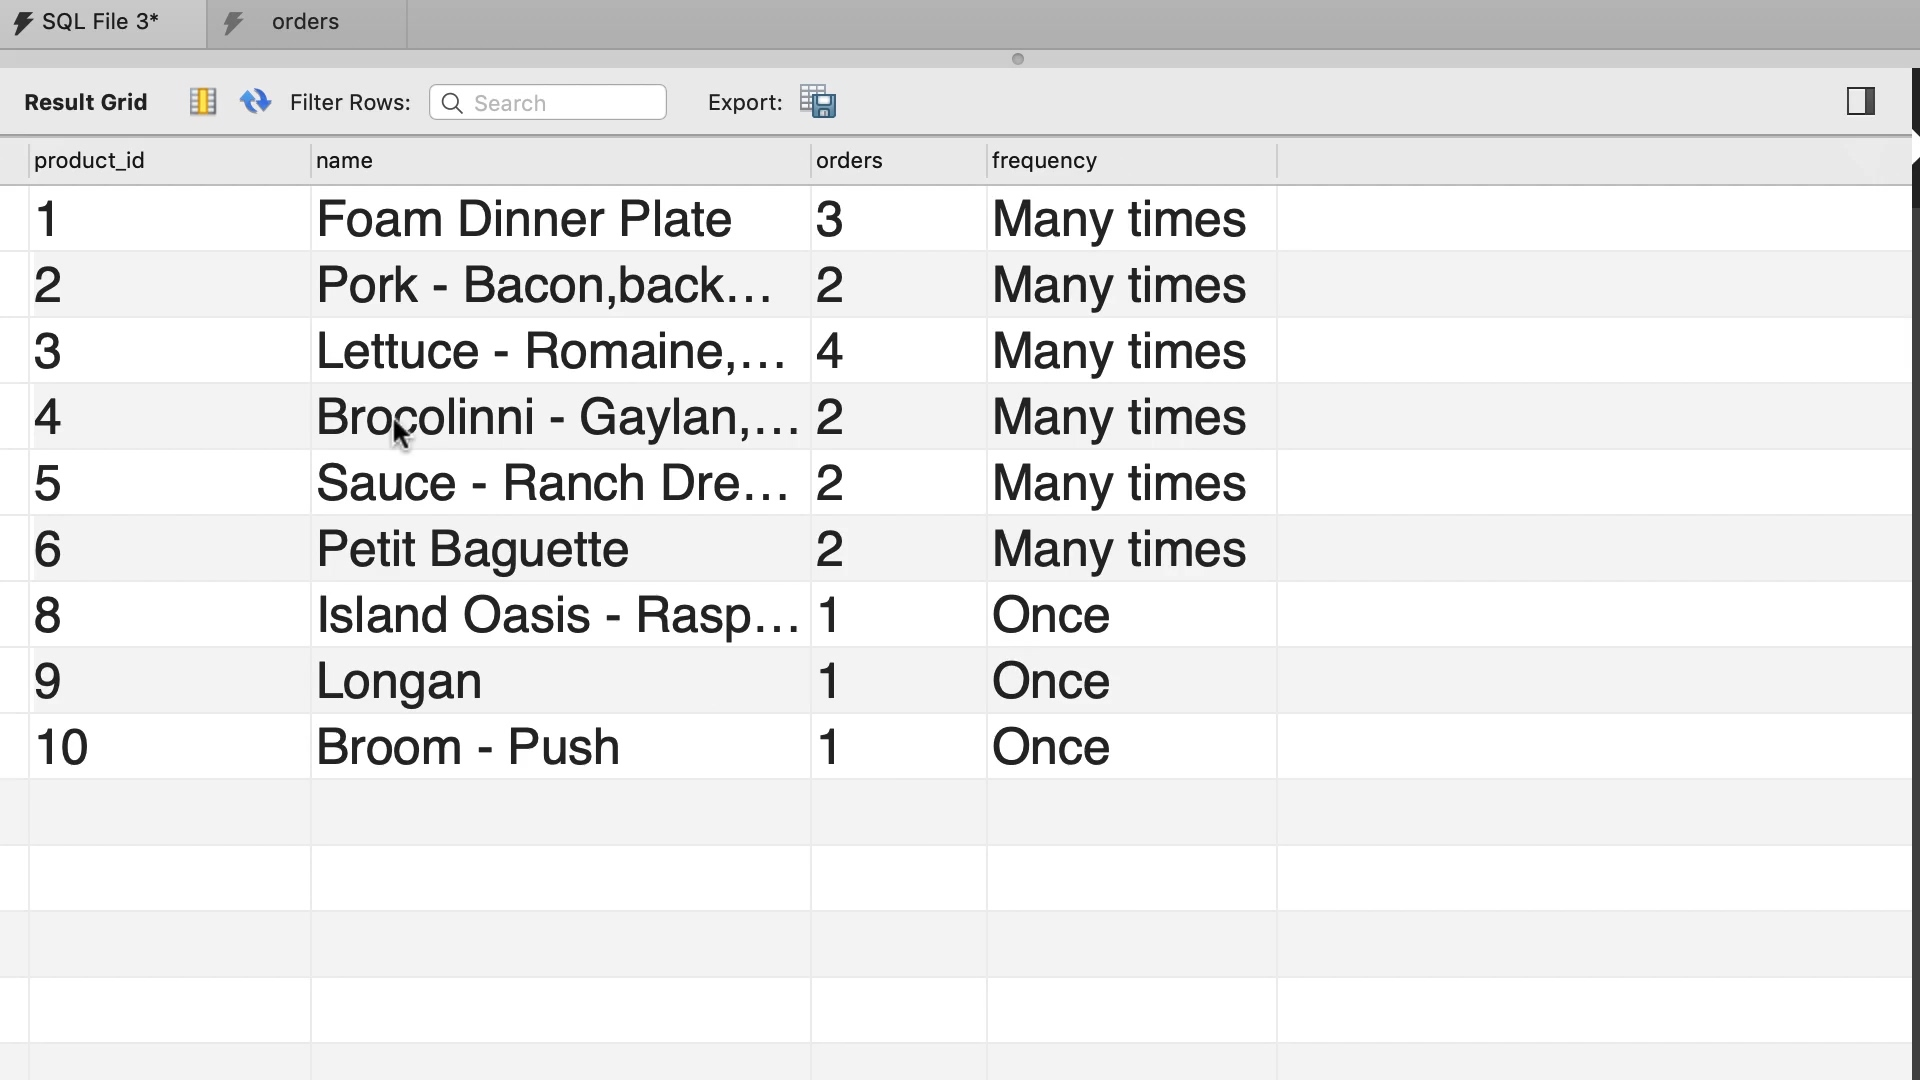 SQL File 3* orders
Result Grid Filter Rows: Search Export:
product_id name orders frequency
1 Foam Dinner Plate 3 Many times
2 Pork - Bacon,back... 2 Many times
3 Lettuce - Romaine,... 4 Many times
4 Brocolinni - Gaylan,... 2 Many times
5 Sauce - Ranch Dre... 2 Many times
6 Petit Baguette 2 Many times
8 Island Oasis - Rasp... 1 Once
9 Longan 1 Once
10 Broom - Push 1 Once